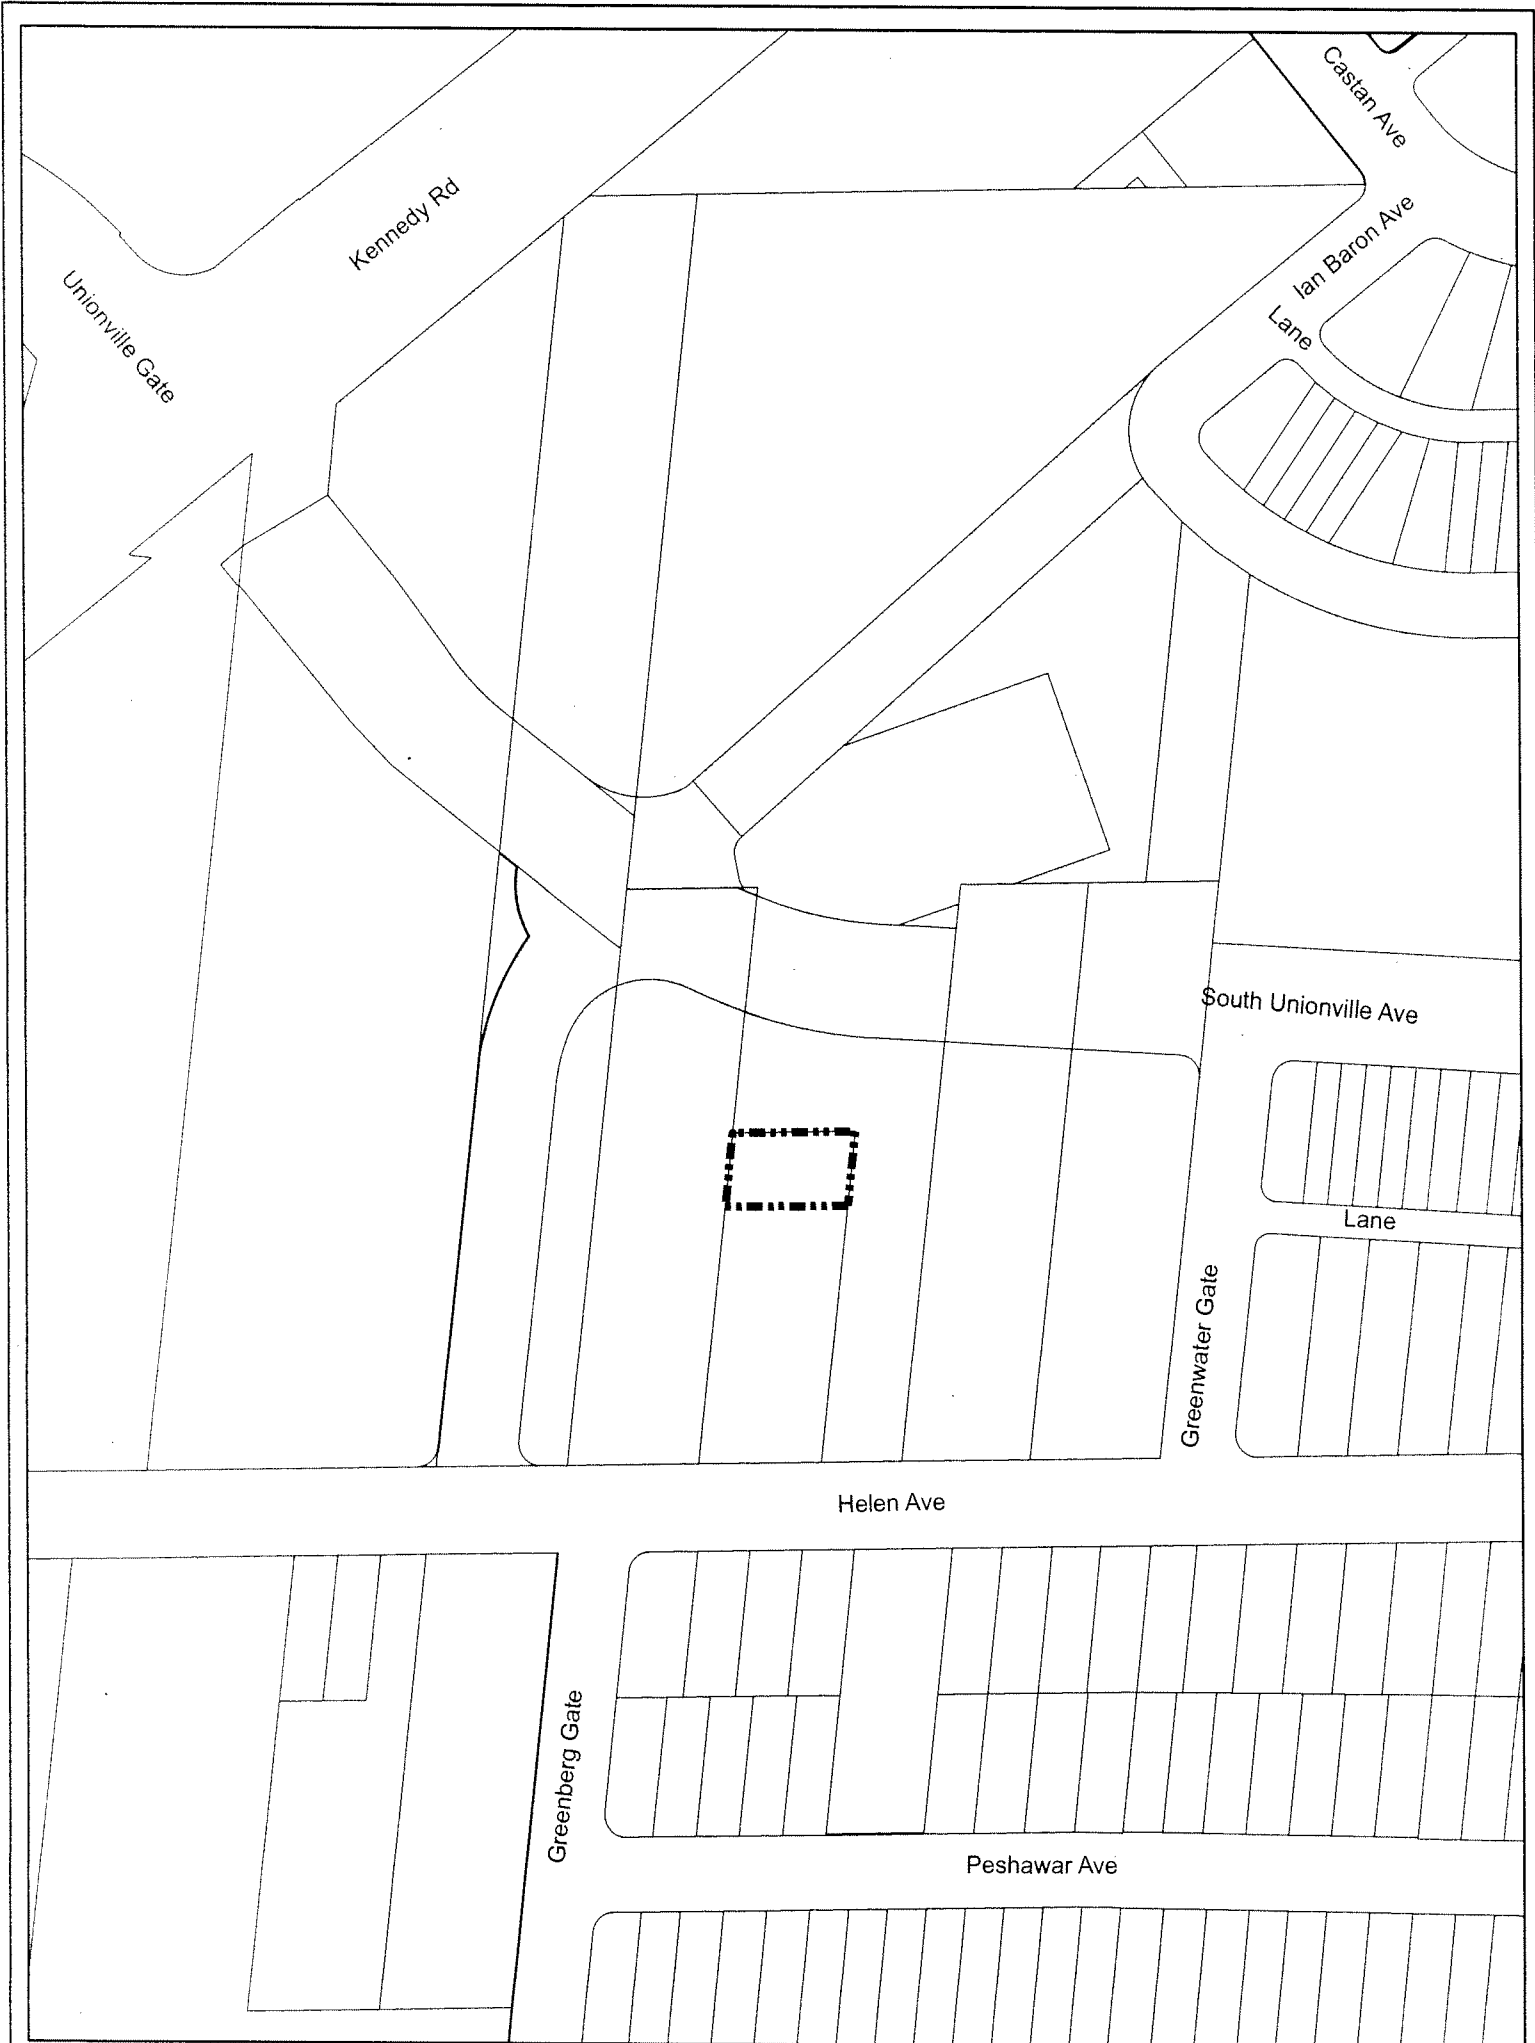 Castan Ave
Kennedy Rd
Ian Baron Ave
Unionville Gate
Lane
South Unionville Ave
Lane
Greenwater Gate
Helen Ave
Greenberg Gate
Peshawar Ave